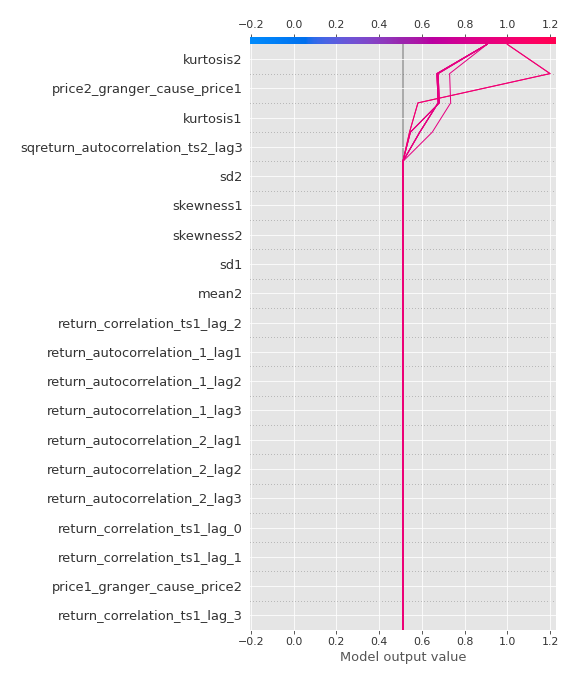 −0.2 0.0 0.2 0.4 0.6 0.8 1.0 1.2
kurtosis2
price2_granger_cause_price1
kurtosis1
sqreturn_autocorrelation_ts2_lag3
sd2
skewness1
skewness2
sd1
mean2
return_correlation_ts1_lag_2
return_autocorrelation_1_lag1
return_autocorrelation_1_lag2
return_autocorrelation_1_lag3
return_autocorrelation_2_lag1
return_autocorrelation_2_lag2
return_autocorrelation_2_lag3
return_correlation_ts1_lag_0
return_correlation_ts1_lag_1
price1_granger_cause_price2
return_correlation_ts1_lag_3
−0.2 0.0 0.2 0.4 0.6 0.8 1.0 1.2
Model output value